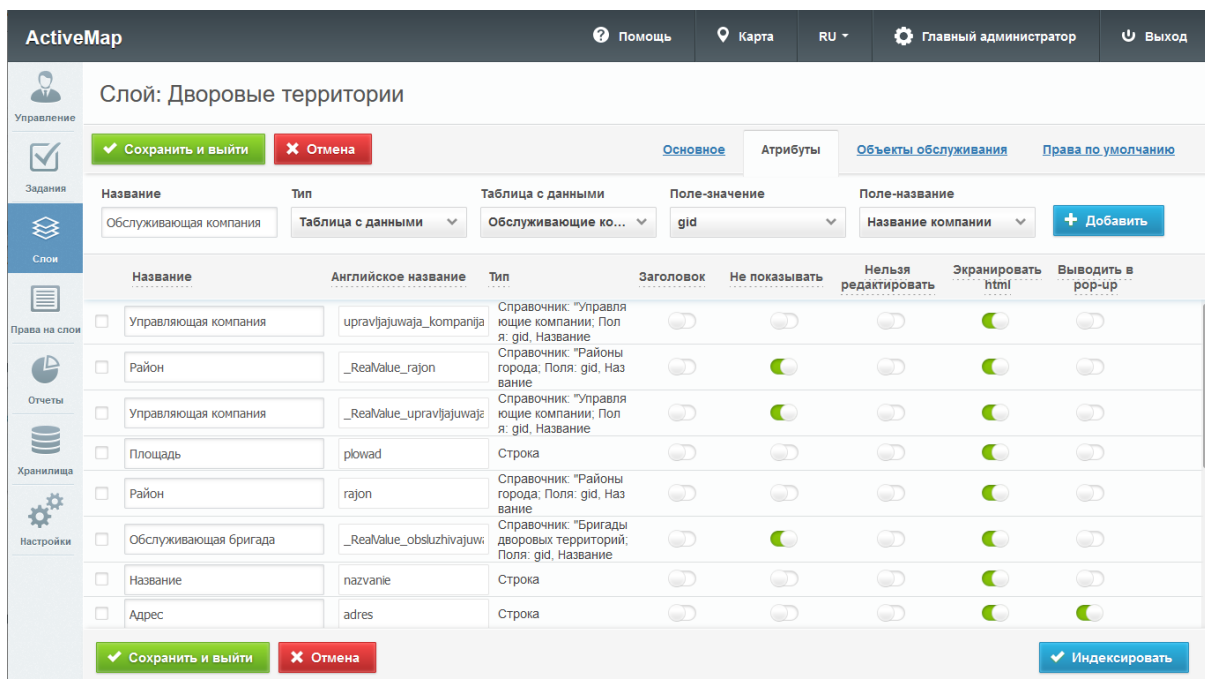 ActiveMap
Помощь
Карта
RU
Главный администратор
Выход
Управление
Задания
Слои
Права на слои
Отчеты
Хранилища
Настройки
Слой: Дворовые территории
Сохранить и выйти
Отмена
Основное
Атрибуты
Объекты обслуживания
Права по умолчанию
Название
Тип
Таблица с данными
Поле-значение
Поле-название
Обслуживающая компания
Таблица с данными
Обслуживающие ко...
gid
Название компании
Добавить
Название
Английское название
Тип
Заголовок
Не показывать
Нельзя
редактировать
Экранировать
html
Выводить в
pop-up
Управляющая компания
upravljajuwaja_kompanija
Справочник: "Управля
ющие компании; Пол
я: gid, Название
Район
_RealValue_rajon
Справочник: "Районы
города; Поля: gid, Наз
вание
Управляющая компания
_RealValue_upravljajuwaja
Справочник: "Управля
ющие компании; Пол
я: gid, Название
Площадь
plowad
Строка
Район
rajon
Справочник: "Районы
города; Поля: gid, Наз
вание
Обслуживающая бригада
_RealValue_obsluzhivajuwa
Справочник: "Бригады
дворовых территорий;
Поля: gid, Название
Название
nazvanie
Строка
Адрес
adres
Строка
Сохранить и выйти
Отмена
Индексировать